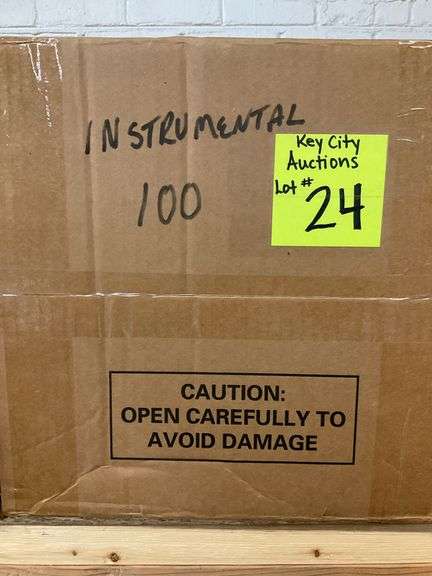 INSTRUMENTAL
100
Key City
Auctions
Lot #
24
CAUTION:
OPEN CAREFULLY TO
AVOID DAMAGE